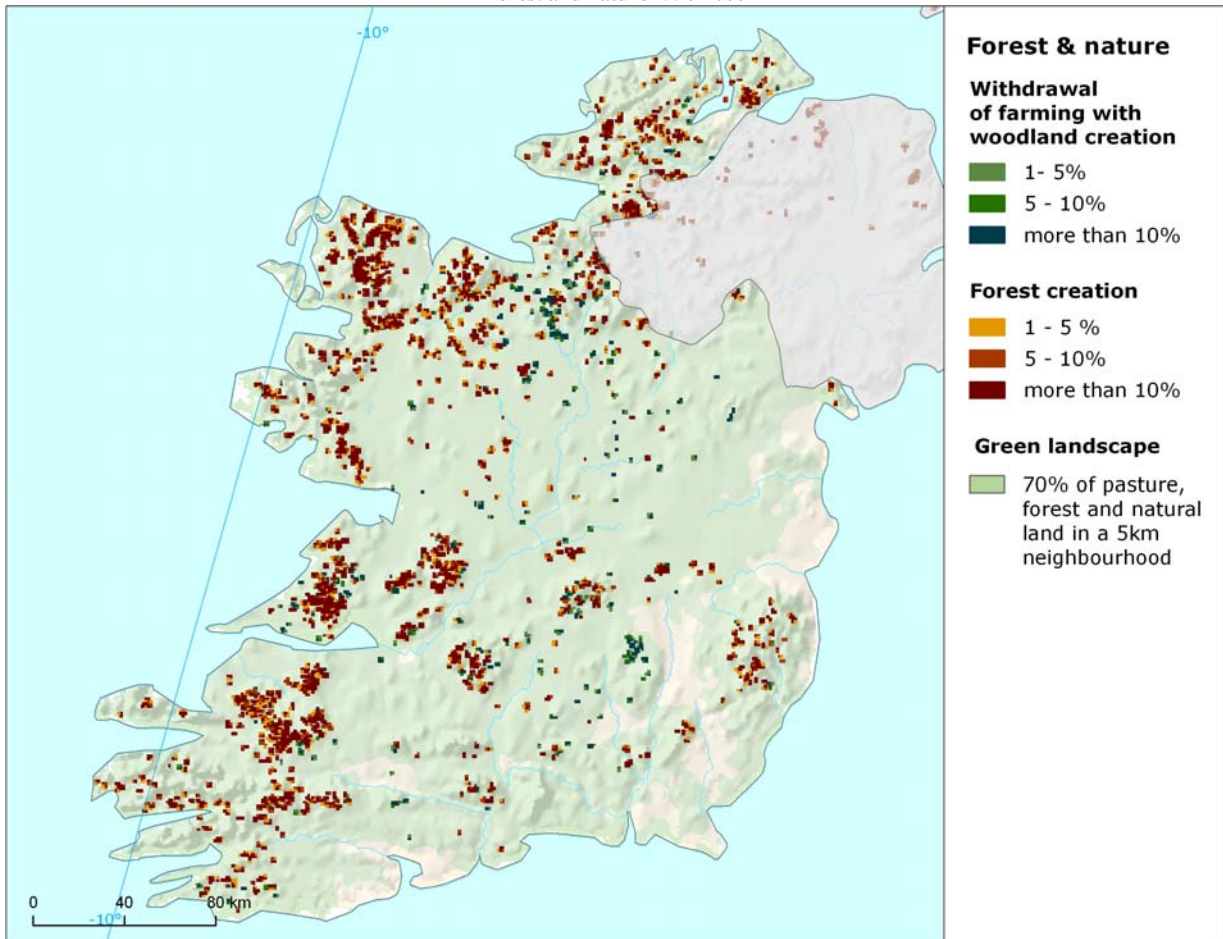 -10°
Forest & nature
Withdrawal
of farming with
woodland creation
1- 5%
5 - 10%
more than 10%
Forest creation
1 - 5 %
5 - 10%
more than 10%
Green landscape
70% of pasture,
forest and natural
land in a 5km
neighbourhood
0 40 80 km
-10°